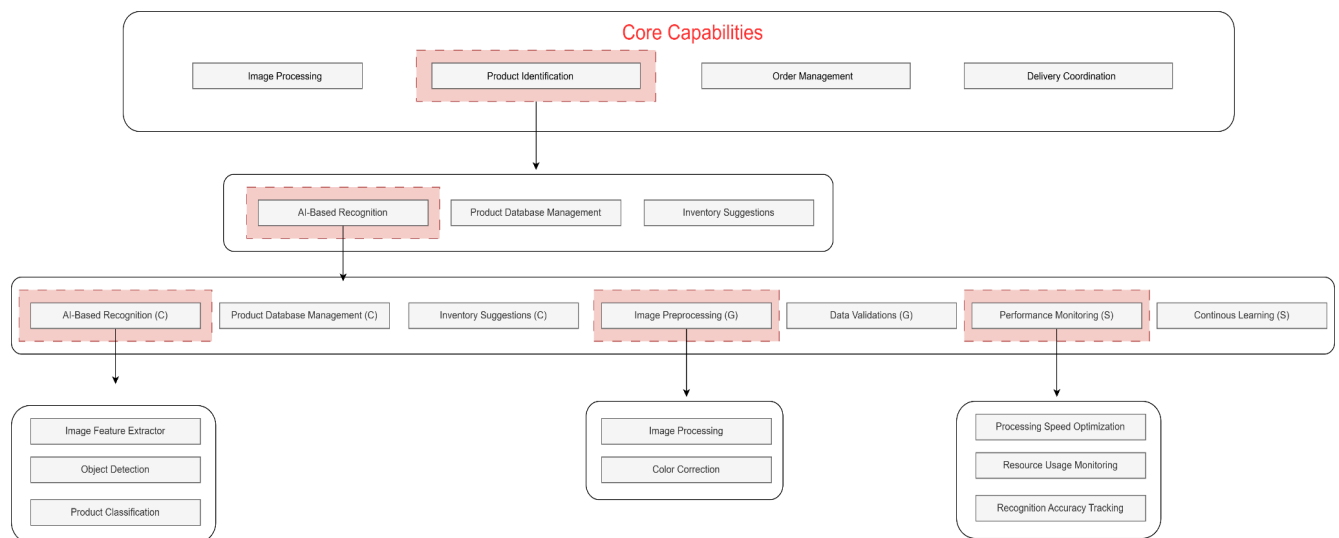 Core Capabilities
Image Processing
Product Identification
Order Management
Delivery Coordination
AI-Based Recognition
Product Database Management
Inventory Suggestions
AI-Based Recognition (C)
Product Database Management (C)
Inventory Suggestions (C)
Image Preprocessing (G)
Data Validations (G)
Performance Monitoring (S)
Continous Learning (S)
Image Feature Extractor
Object Detection
Product Classification
Image Processing
Color Correction
Processing Speed Optimization
Resource Usage Monitoring
Recognition Accuracy Tracking